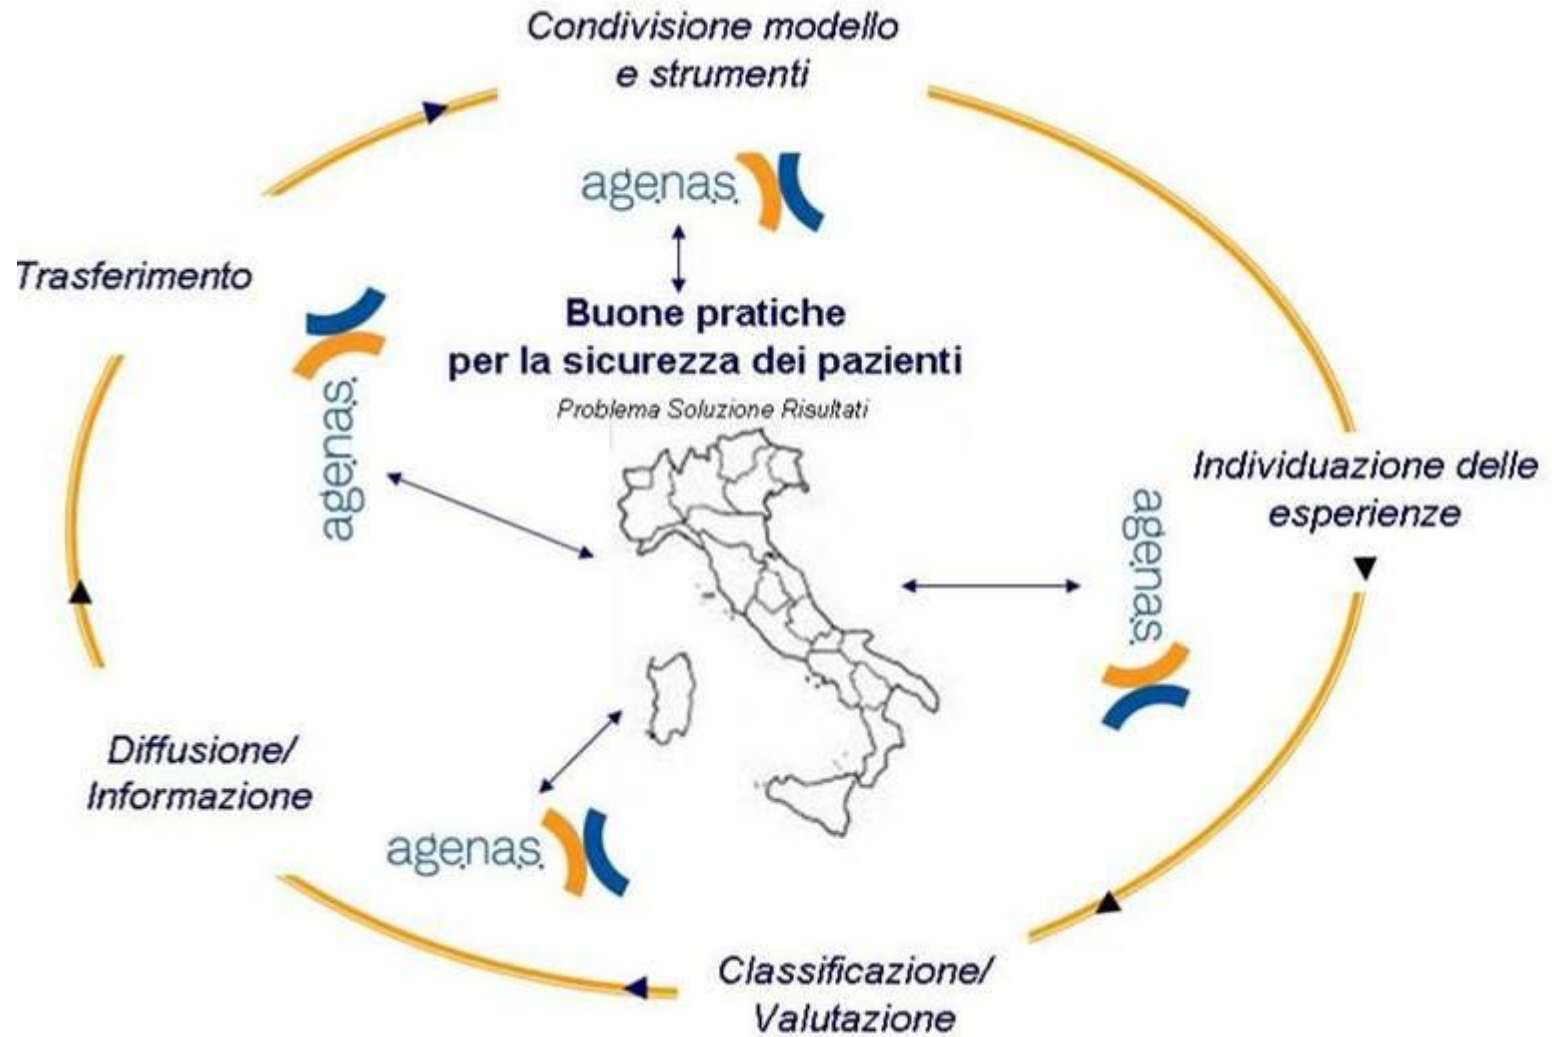 Condivisione modello
e strumenti
agenas.
Trasferimento
Buone pratiche
per la sicurezza dei pazienti
Problema Soluzione Risultati
agenas.
Individuazione delle
esperienze
agenas.
Diffusione/
Informazione
agenas.
Classificazione/
Valutazione